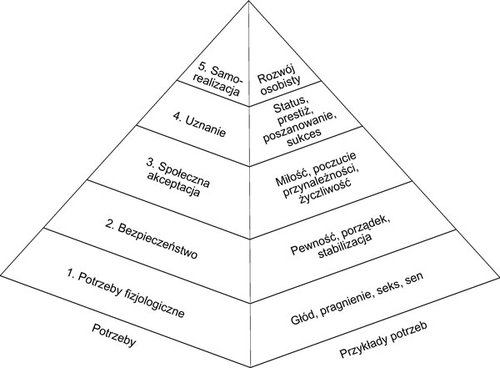 5. Samo-
realizacja
Rozwój
osobisty
4. Uznanie
Status,
prestiż,
poszanowanie,
sukces
3. Społeczna
akceptacja
Miłość, poczucie
przynależności,
życzliwość
2. Bezpieczeństwo
Pewność, porządek,
stabilizacja
1. Potrzeby fizjologiczne
Głód, pragnienie, seks, sen
Potrzeby
Przykłady potrzeb